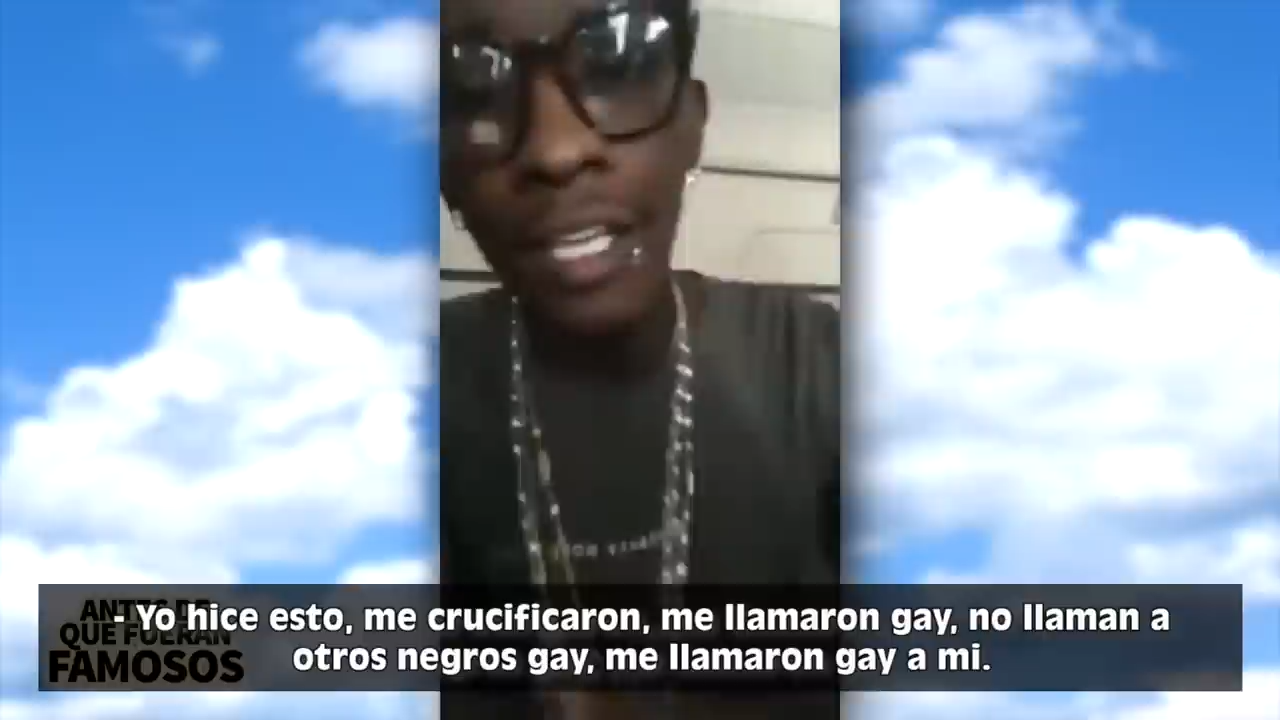 - Yo hice esto, me crucificaron, me llamaron gay, no llaman a
otros negros gay, me llamaron gay a mi.
ANTES DE
QUE FUERAN
FAMOSOS